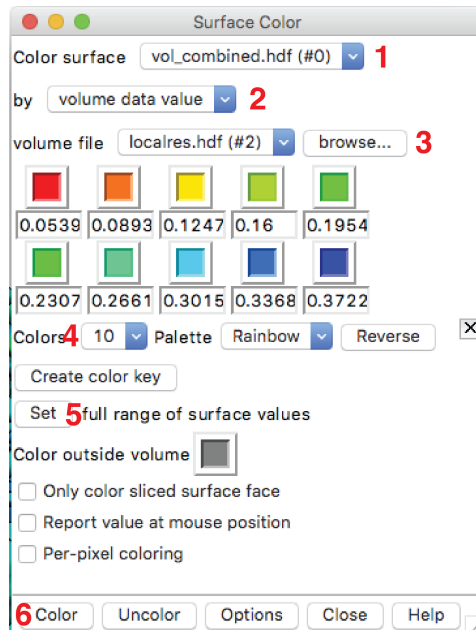 Surface Color
Color surface vol_combined.hdf (#0) 1
by volume data value 2
volume file localres.hdf (#2) browse... 3
0.0539 0.0893 0.1247 0.16 0.1954
0.2307 0.2661 0.3015 0.3368 0.3722
Colors 4 10 Palette Rainbow Reverse
Create color key
Set 5 full range of surface values
Color outside volume
Only color sliced surface face
Report value at mouse position
Per-pixel coloring
6 Color Uncolor Options Close Help